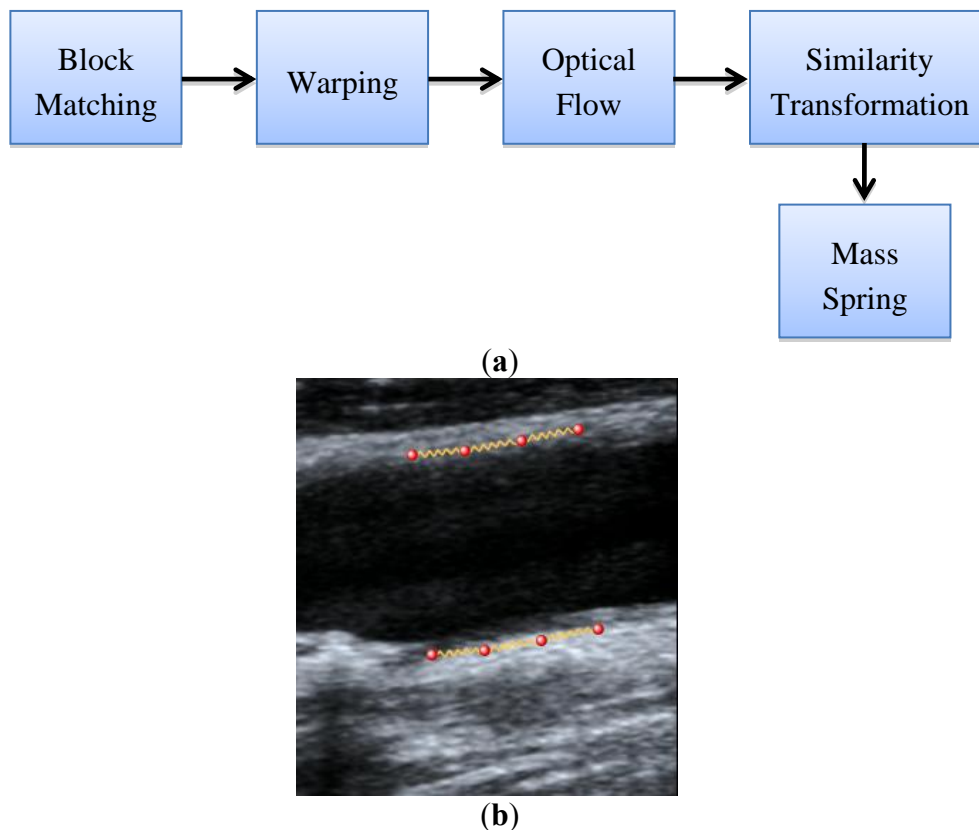 Block
Matching
Warping
Optical
Flow
Similarity
Transformation
Mass
Spring
(a)
(b)